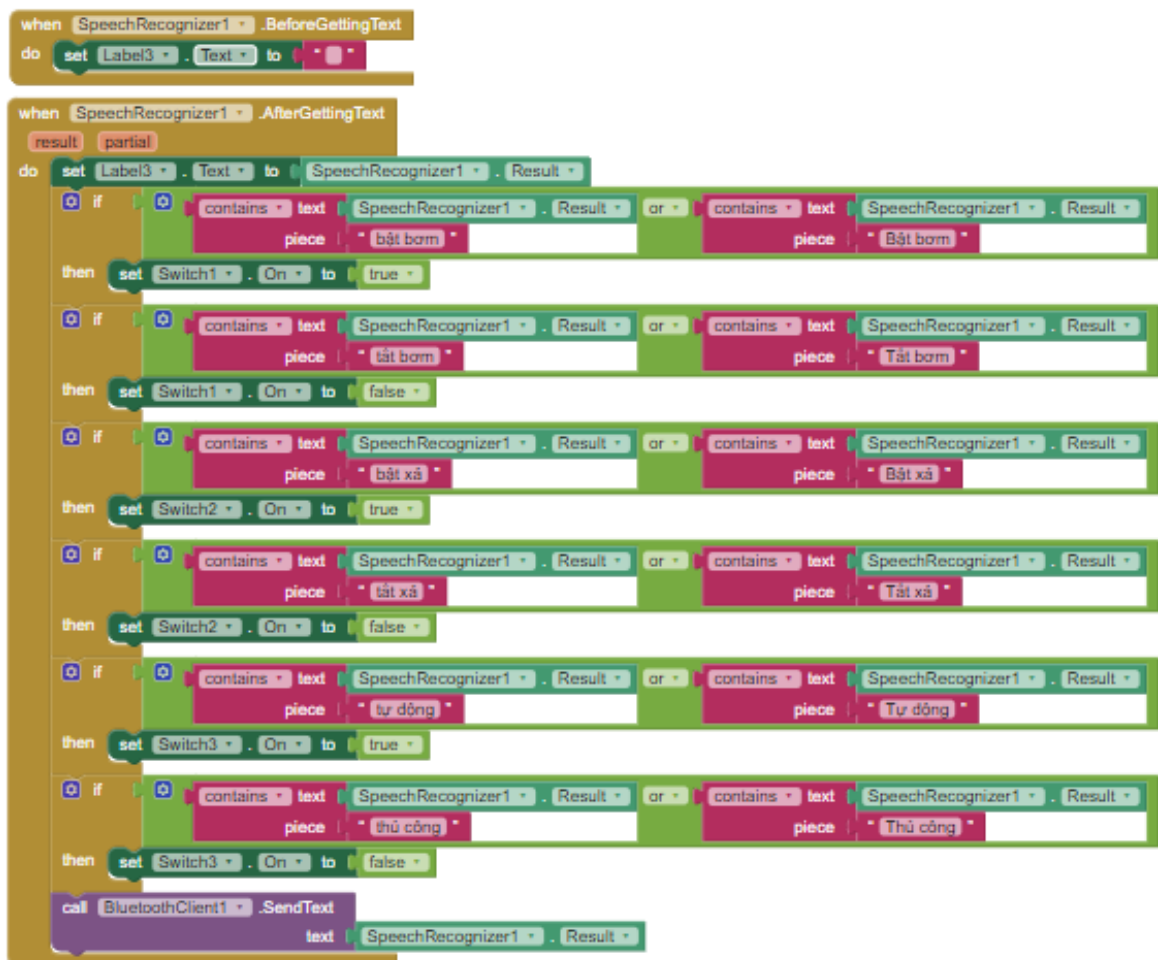 when SpeechRecognizer1 .BeforeGettingText
do set Label3 . Text to " "
when SpeechRecognizer1 .AfterGettingText
result partial
do set Label3 . Text to SpeechRecognizer1 . Result
if contains text SpeechRecognizer1 . Result or contains text SpeechRecognizer1 . Result
piece " bật bơm " piece " Bật bơm "
then set Switch1 . On to true
if contains text SpeechRecognizer1 . Result or contains text SpeechRecognizer1 . Result
piece " tắt bơm " piece " Tắt bơm "
then set Switch1 . On to false
if contains text SpeechRecognizer1 . Result or contains text SpeechRecognizer1 . Result
piece " bật xả " piece " Bật xả "
then set Switch2 . On to true
if contains text SpeechRecognizer1 . Result or contains text SpeechRecognizer1 . Result
piece " tắt xả " piece " Tắt xả "
then set Switch2 . On to false
if contains text SpeechRecognizer1 . Result or contains text SpeechRecognizer1 . Result
piece " tự động " piece " Tự động "
then set Switch3 . On to true
if contains text SpeechRecognizer1 . Result or contains text SpeechRecognizer1 . Result
piece " thủ công " piece " Thủ công "
then set Switch3 . On to false
call BluetoothClient1 .SendText
text SpeechRecognizer1 . Result